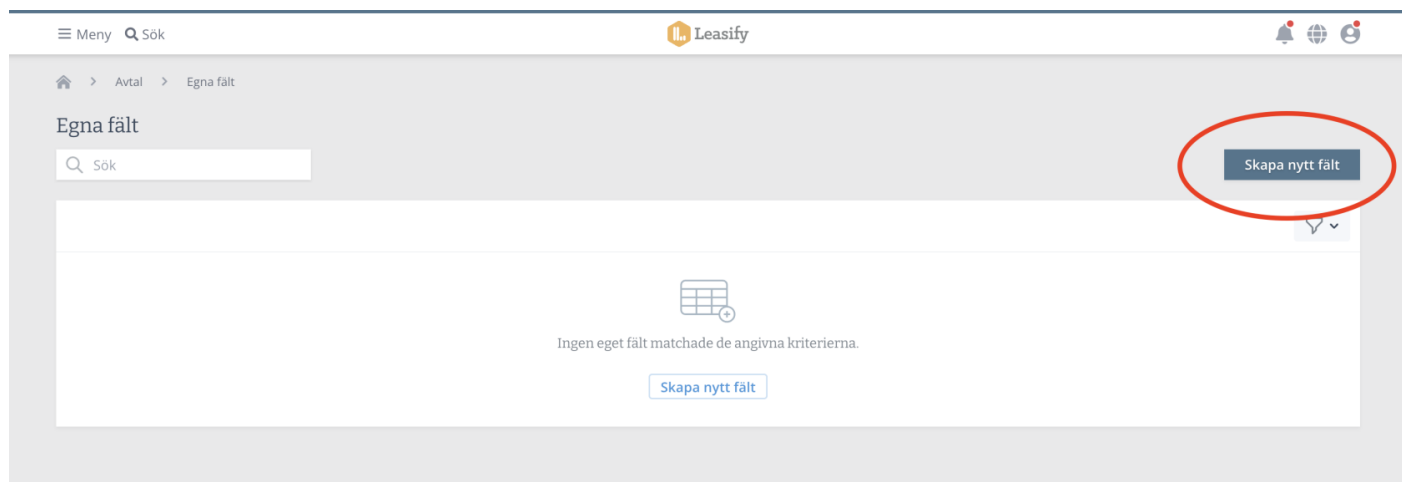 Meny Sök Leasify
Avtal Egna fält
Egna fält
Sök
Skapa nytt fält
Ingen eget fält matchade de angivna kriterierna.
Skapa nytt fält